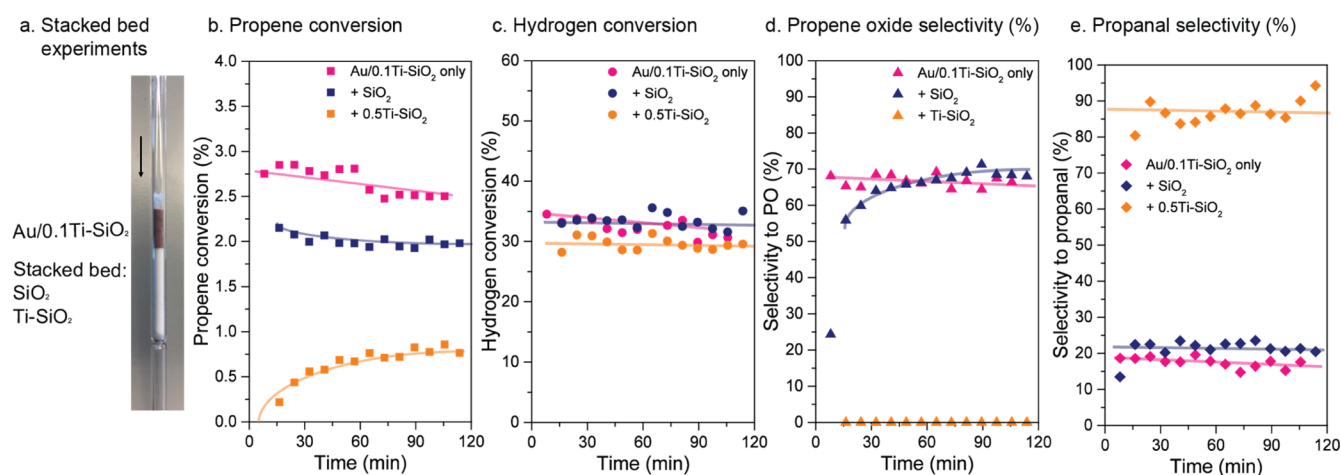 a. Stacked bed
experiments
Au/0.1Ti-SiO₂
Stacked bed:
SiO₂
Ti-SiO₂
b. Propene conversion
Propene conversion (%)
4.0
3.5
3.0
2.5
2.0
1.5
1.0
0.5
0.0
Au/0.1Ti-SiO₂ only
+ SiO₂
+ 0.5Ti-SiO₂
0 30 60 90 120
Time (min)
c. Hydrogen conversion
Hydrogen conversion (%)
60
50
40
30
20
10
0
Au/0.1Ti-SiO₂ only
+ SiO₂
+ 0.5Ti-SiO₂
0 30 60 90 120
Time (min)
d. Propene oxide selectivity (%)
Selectivity to PO (%)
100
90
80
70
60
50
40
30
20
10
0
Au/0.1Ti-SiO₂ only
+ SiO₂
+ Ti-SiO₂
0 30 60 90 120
Time (min)
e. Propanal selectivity (%)
Selectivity to propanal (%)
100
90
80
70
60
50
40
30
20
10
0
Au/0.1Ti-SiO₂ only
+ SiO₂
+ 0.5Ti-SiO₂
0 30 60 90 120
Time (min)